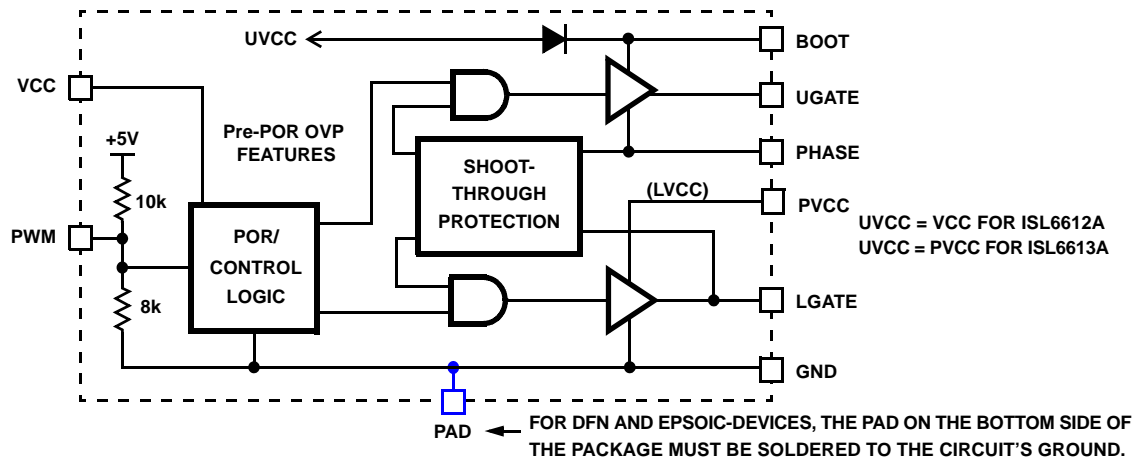 UVCC
BOOT
VCC
UGATE
+5V
Pre-POR OVP
FEATURES
PHASE
SHOOT-
THROUGH
PROTECTION
10k
(LVCC)
PVCC
UVCC = VCC FOR ISL6612A
UVCC = PVCC FOR ISL6613A
PWM
POR/
CONTROL
LOGIC
8k
LGATE
GND
PAD
FOR DFN AND EPSOIC-DEVICES, THE PAD ON THE BOTTOM SIDE OF
THE PACKAGE MUST BE SOLDERED TO THE CIRCUIT'S GROUND.